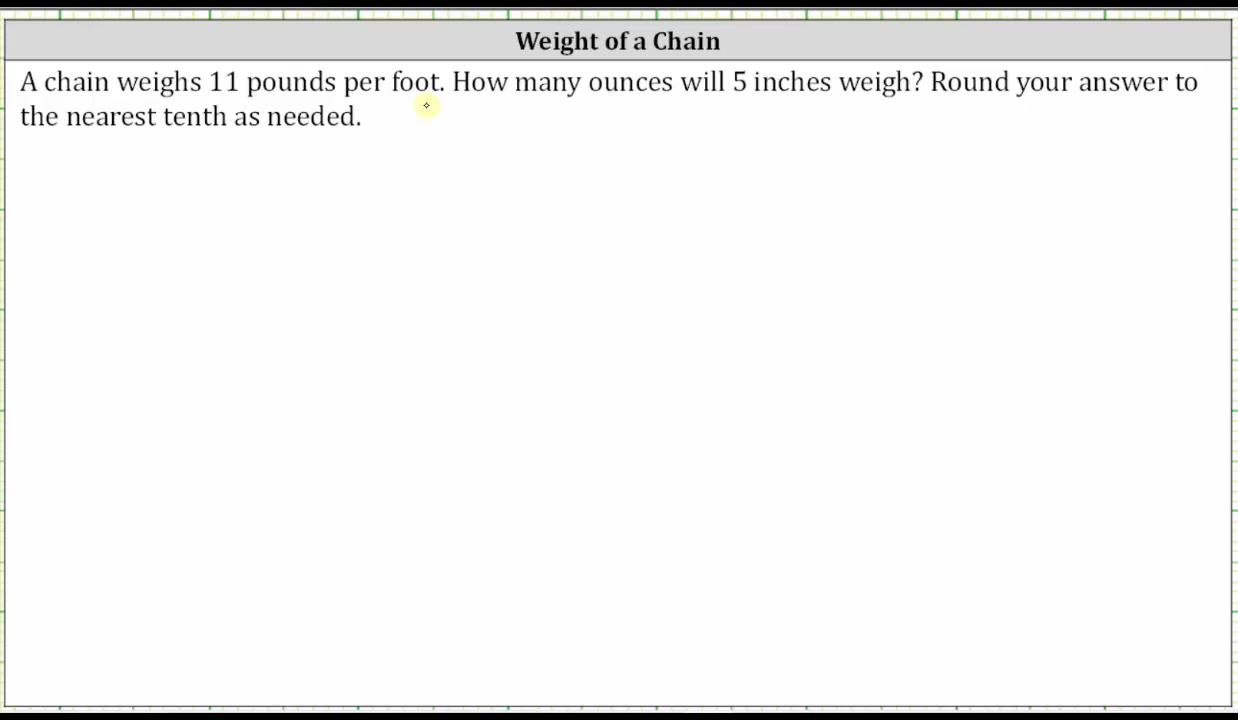 Weight of a Chain
A chain weighs 11 pounds per foot. How many ounces will 5 inches weigh? Round your answer to
the nearest tenth as needed.